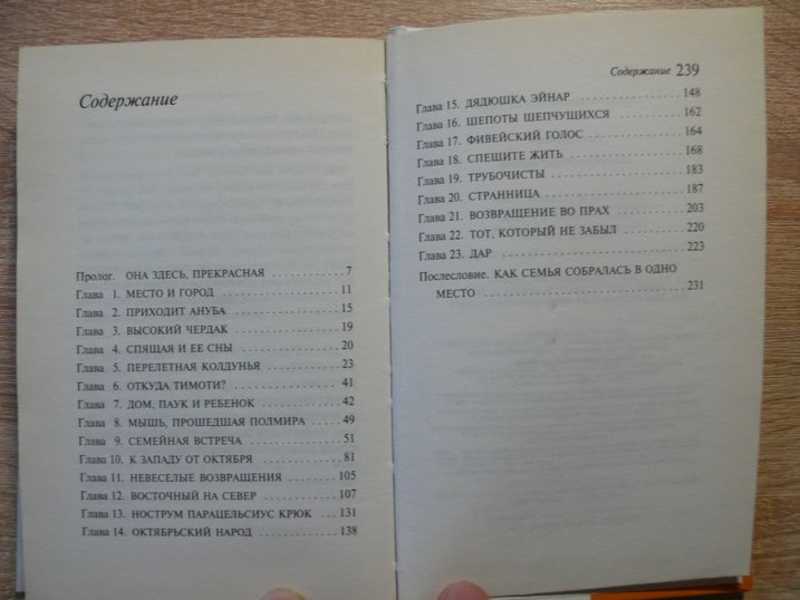 Содержание
Пролог. ОНА ЗДЕСЬ, ПРЕКРАСНАЯ . . . . . . . . . . . 7
Глава 1. МЕСТО И ГОРОД . . . . . . . . . . . . . . . . . 11
Глава 2. ПРИХОДИТ АНУБА . . . . . . . . . . . . . . . 15
Глава 3. ВЫСОКИЙ ЧЕРДАК . . . . . . . . . . . . . . . 19
Глава 4. СПЯЩАЯ И ЕЕ СНЫ . . . . . . . . . . . . . . 20
Глава 5. ПЕРЕЛЕТНАЯ КОЛДУНЬЯ . . . . . . . . . . . 23
Глава 6. ОТКУДА ТИМОТИ? . . . . . . . . . . . . . . . 41
Глава 7. ДОМ, ПАУК И РЕБЕНОК . . . . . . . . . . . . 42
Глава 8. МЫШЬ, ПРОШЕДШАЯ ПОЛМИРА . . . . . . 49
Глава 9. СЕМЕЙНАЯ ВСТРЕЧА . . . . . . . . . . . . . 51
Глава 10. К ЗАПАДУ ОТ ОКТЯБРЯ . . . . . . . . . . . . 81
Глава 11. НЕВЕСЕЛЫЕ ВОЗВРАЩЕНИЯ . . . . . . . . 105
Глава 12. ВОСТОЧНЫЙ НА СЕВЕР . . . . . . . . . . . . 107
Глава 13. НОСТРУМ ПАРАЦЕЛЬСИУС КРЮК . . . . 131
Глава 14. ОКТЯБРЬСКИЙ НАРОД . . . . . . . . . . . . 138
Содержание 239
Глава 15. ДЯДЮШКА ЭЙНАР . . . . . . . . . . . . . . 148
Глава 16. ШЕПОТЫ ШЕПЧУЩИХСЯ . . . . . . . . . . 162
Глава 17. ФИВЕЙСКИЙ ГОЛОС . . . . . . . . . . . . . 164
Глава 18. СПЕШИТЕ ЖИТЬ . . . . . . . . . . . . . . . . 168
Глава 19. ТРУБОЧИСТЫ . . . . . . . . . . . . . . . . . . 183
Глава 20. СТРАННИЦА . . . . . . . . . . . . . . . . . . . 187
Глава 21. ВОЗВРАЩЕНИЕ ВО ПРАХ . . . . . . . . . . 203
Глава 22. ТОТ, КОТОРЫЙ НЕ ЗАБЫЛ . . . . . . . . . 220
Глава 23. ДАР . . . . . . . . . . . . . . . . . . . . . . . . 223
Послесловие. КАК СЕМЬЯ СОБРАЛАСЬ В ОДНО
МЕСТО . . . . . . . . . . . . . . . . . . . . . . . 231